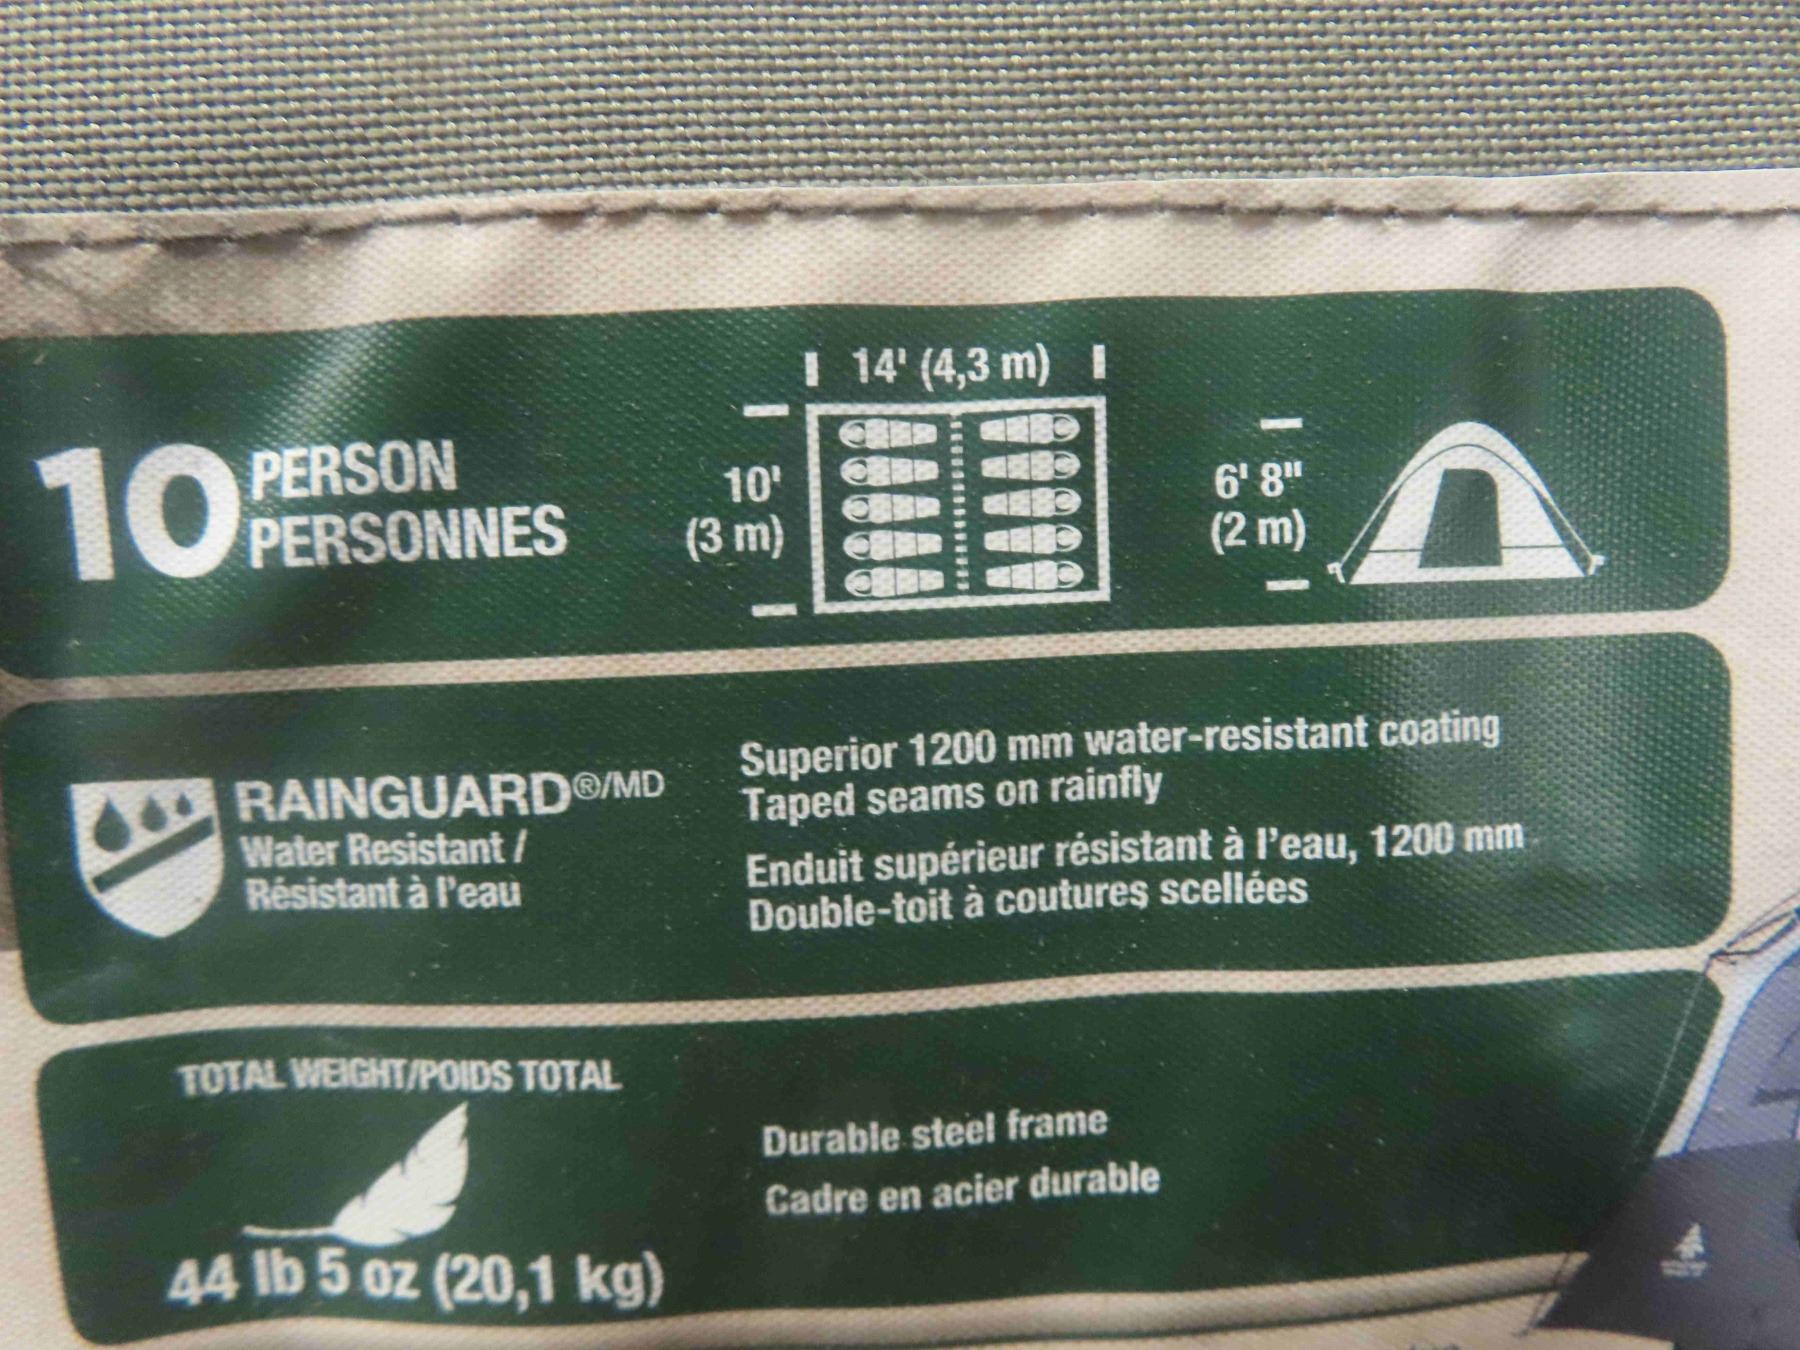 14' (4,3 m)
10 PERSON
PERSONNES
10'
(3 m)
6' 8"
(2 m)
RAINGUARD®/MD
Water Resistant /
Résistant à l'eau
Superior 1200 mm water-resistant coating
Taped seams on rainfly
Enduit supérieur résistant à l'eau, 1200 mm
Double-toit à coutures scellées
TOTAL WEIGHT/POIDS TOTAL
44 lb 5 oz (20,1 kg)
Durable steel frame
Cadre en acier durable